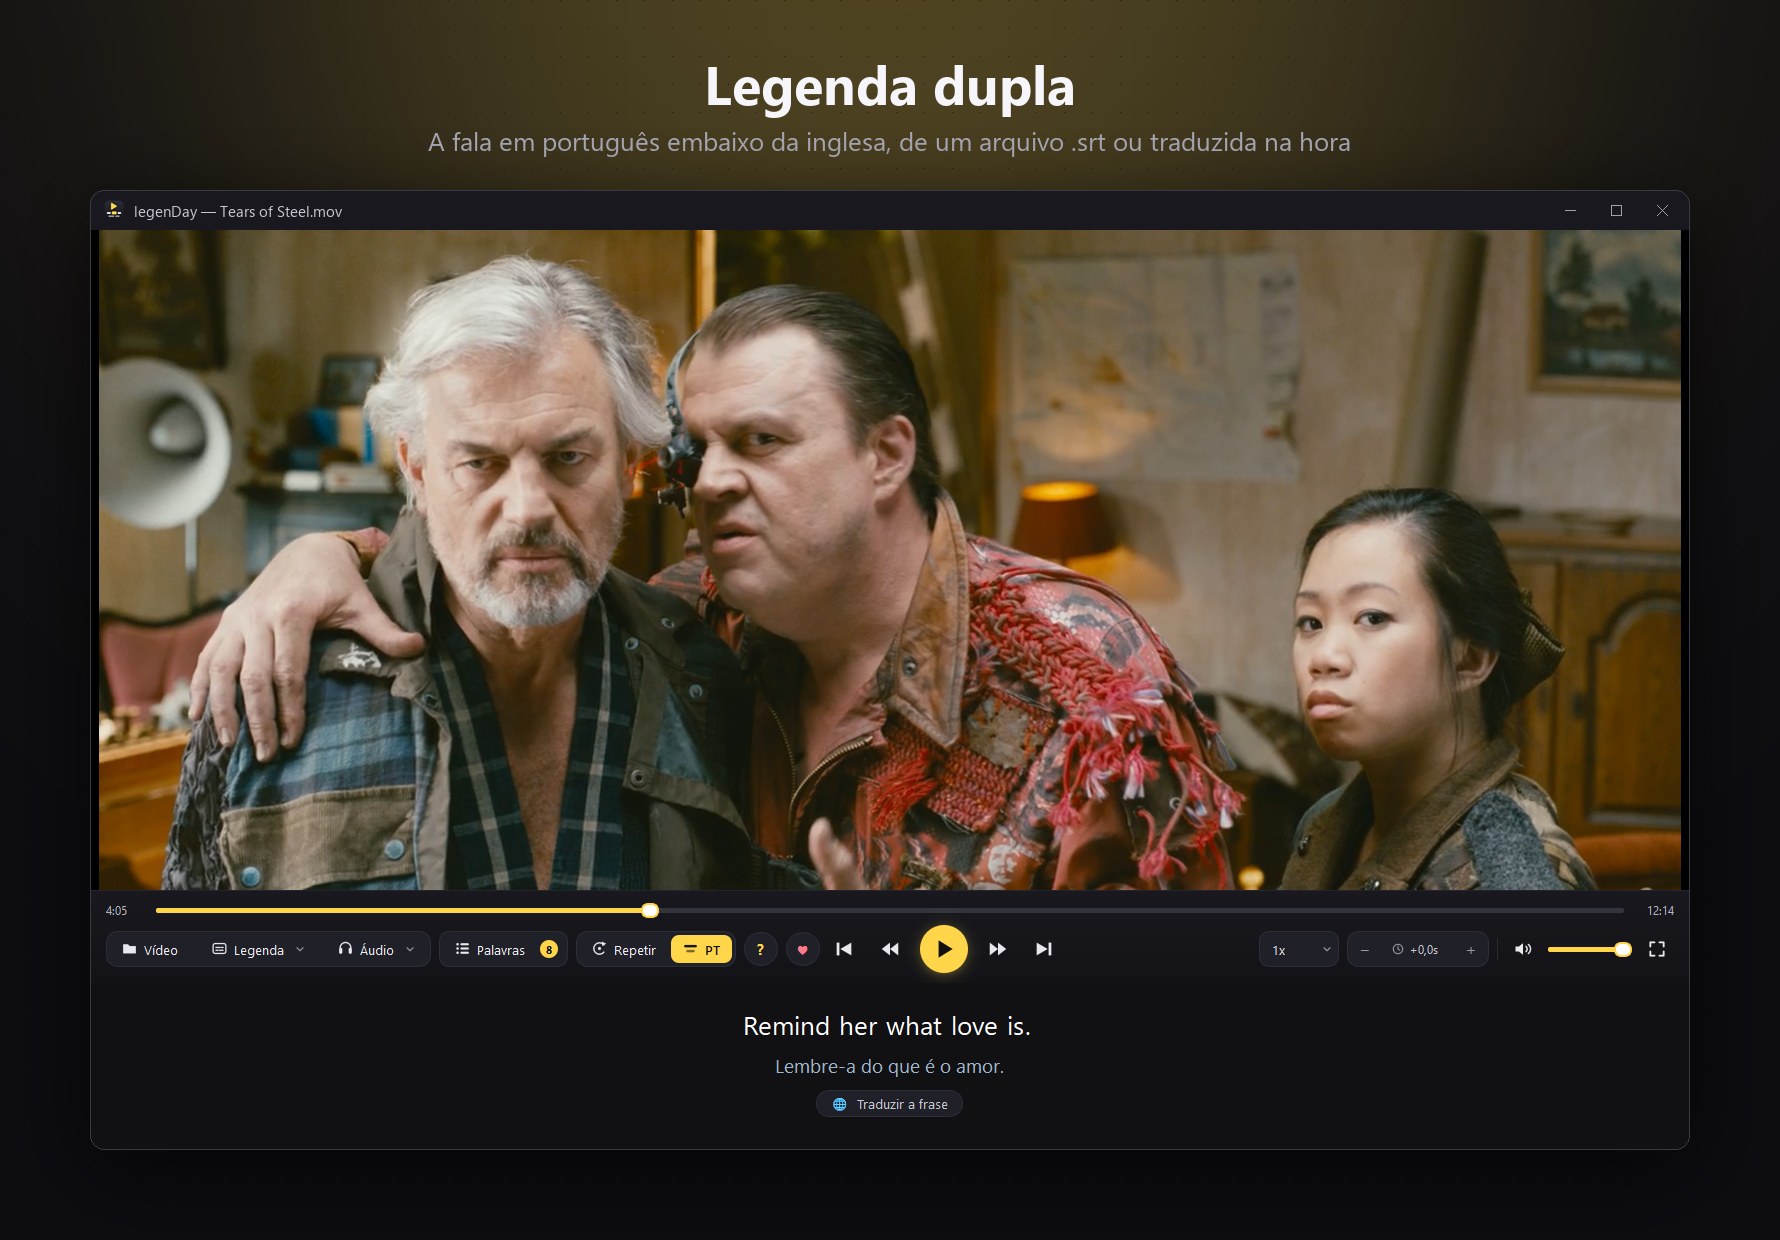 Legenda dupla
A fala em português embaixo da inglesa, de um arquivo .srt ou traduzida na hora
legenDay — Tears of Steel.mov
4:05
12:14
Vídeo Legenda Áudio Palavras 8 Repetir PT ? 1x − +0,0s +
Remind her what love is.
Lembre-a do que é o amor.
Traduzir a frase